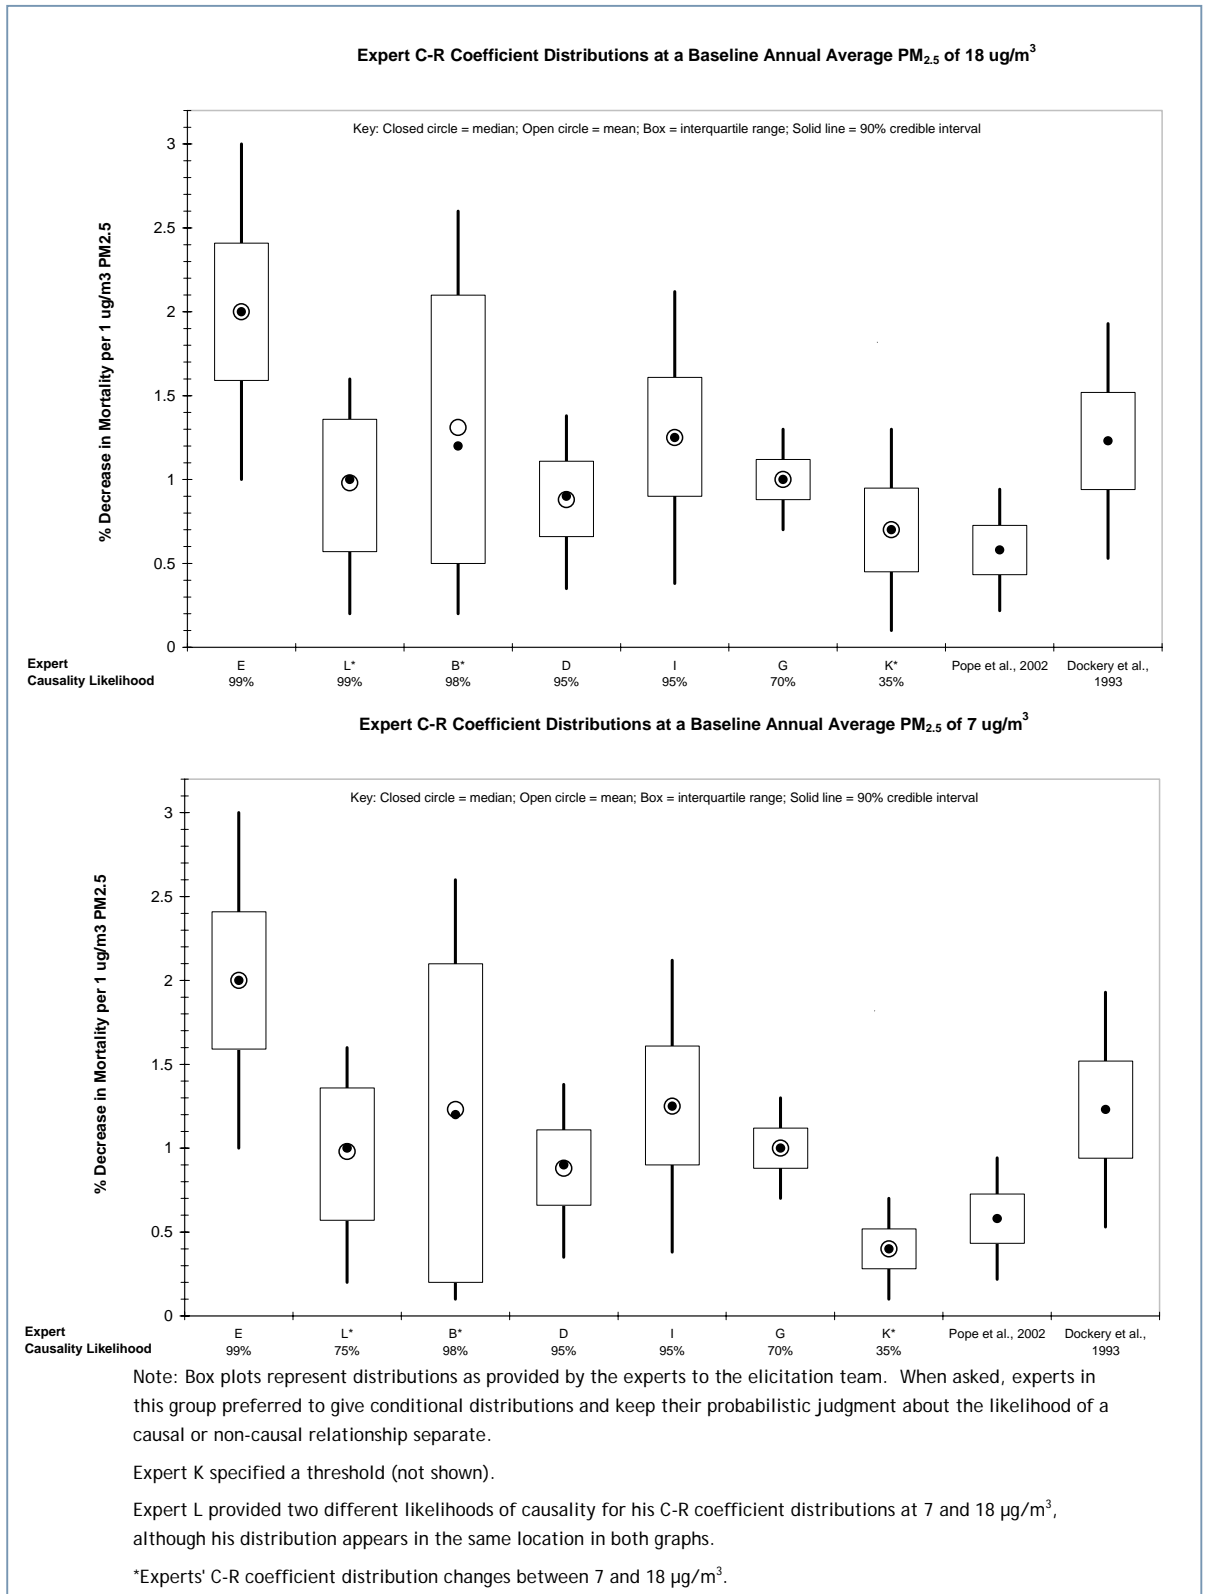 Expert C-R Coefficient Distributions at a Baseline Annual Average PM2.5 of 18 ug/m3
Key: Closed circle = median; Open circle = mean; Box = interquartile range; Solid line = 90% credible interval
% Decrease in Mortality per 1 ug/m3 PM2.5
3
2.5
2
1.5
1
0.5
0
Expert E L* B* D I G K* Pope et al., 2002 Dockery et al.,
Causality Likelihood 99% 99% 98% 95% 95% 70% 35% 1993
Expert C-R Coefficient Distributions at a Baseline Annual Average PM2.5 of 7 ug/m3
Key: Closed circle = median; Open circle = mean; Box = interquartile range; Solid line = 90% credible interval
% Decrease in Mortality per 1 ug/m3 PM2.5
3
2.5
2
1.5
1
0.5
0
Expert E L* B* D I G K* Pope et al., 2002 Dockery et al.,
Causality Likelihood 99% 75% 98% 95% 95% 70% 35% 1993
Note: Box plots represent distributions as provided by the experts to the elicitation team. When asked, experts in
this group preferred to give conditional distributions and keep their probabilistic judgment about the likelihood of a
causal or non-causal relationship separate.
Expert K specified a threshold (not shown).
Expert L provided two different likelihoods of causality for his C-R coefficient distributions at 7 and 18 µg/m3,
although his distribution appears in the same location in both graphs.
*Experts' C-R coefficient distribution changes between 7 and 18 µg/m3.